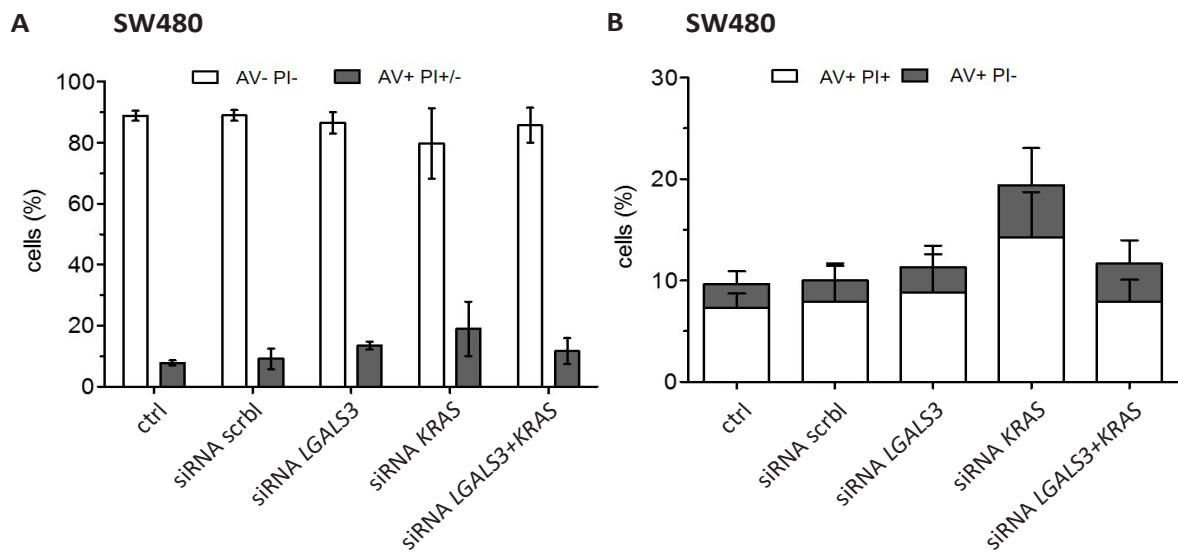 A SW480
AV- PI- AV+ PI+/-
100
80
60
40
20
0
cells (%)
ctrl
siRNA scrbl
siRNA LGALS3
siRNA KRAS
siRNA LGALS3+KRAS
B SW480
AV+ PI+ AV+ PI-
30
20
10
0
cells (%)
ctrl
siRNA scrbl
siRNA LGALS3
siRNA KRAS
siRNA LGALS3+KRAS